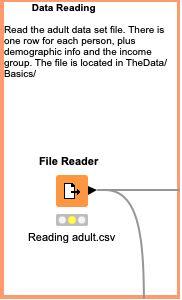 Data Reading
Read the adult data set file. There is
one row for each person, plus
demographic info and the income
group. The file is located in TheData/
Basics/
File Reader
Reading adult.csv